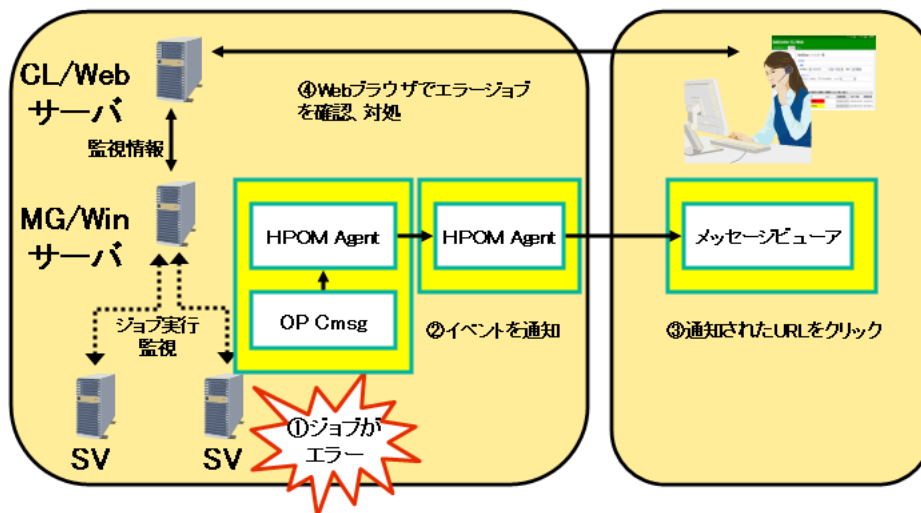 CL/Web
サーバ
④Webブラウザでエラージョブ
を確認、対処
監視情報
MG/Win
サーバ
HPOM Agent
HPOM Agent
メッセージビューア
OP Cmsg
ジョブ実行
監視
②イベントを通知
③通知されたURLをクリック
①ジョブが
エラー
SV
SV